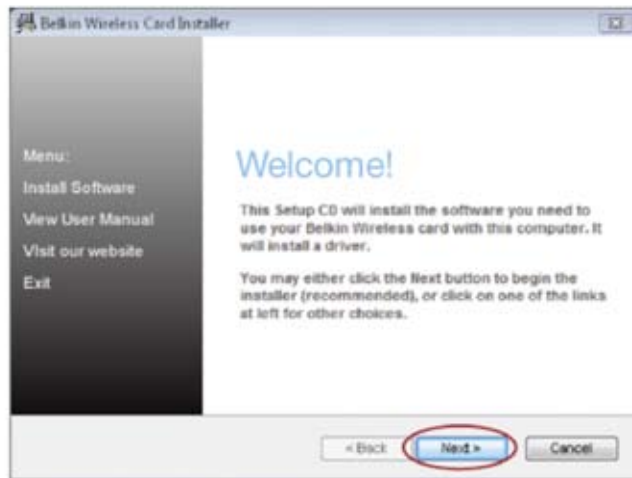 Belkin Wireless Card Installer
Menu:
Install Software
View User Manual
Visit our website
Exit
Welcome!
This Setup CD will install the software you need to
use your Belkin Wireless card with this computer. It
will install a driver.
You may either click the Next button to begin the
installer (recommended), or click on one of the links
at left for other choices.
< Back
Next >
Cancel